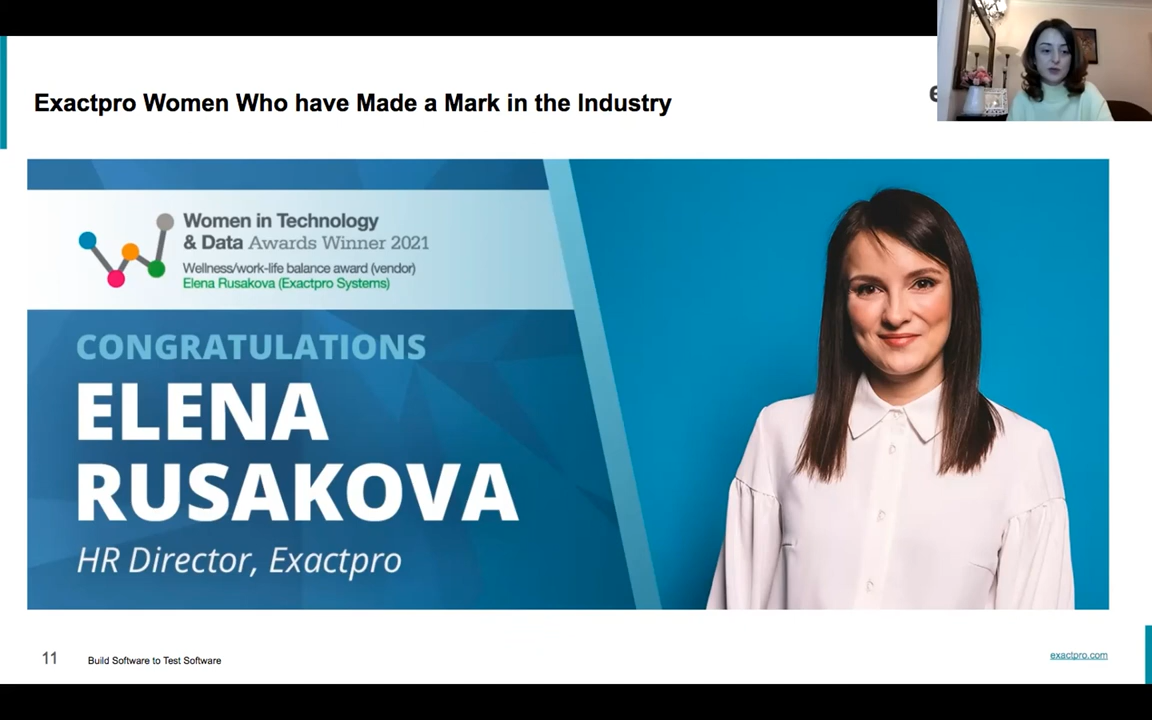 Exactpro Women Who have Made a Mark in the Industry
Women in Technology
& Data Awards Winner 2021
Wellness/work-life balance award (vendor)
Elena Rusakova (Exactpro Systems)
CONGRATULATIONS
ELENA
RUSAKOVA
HR Director, Exactpro
11
Build Software to Test Software
exactpro.com